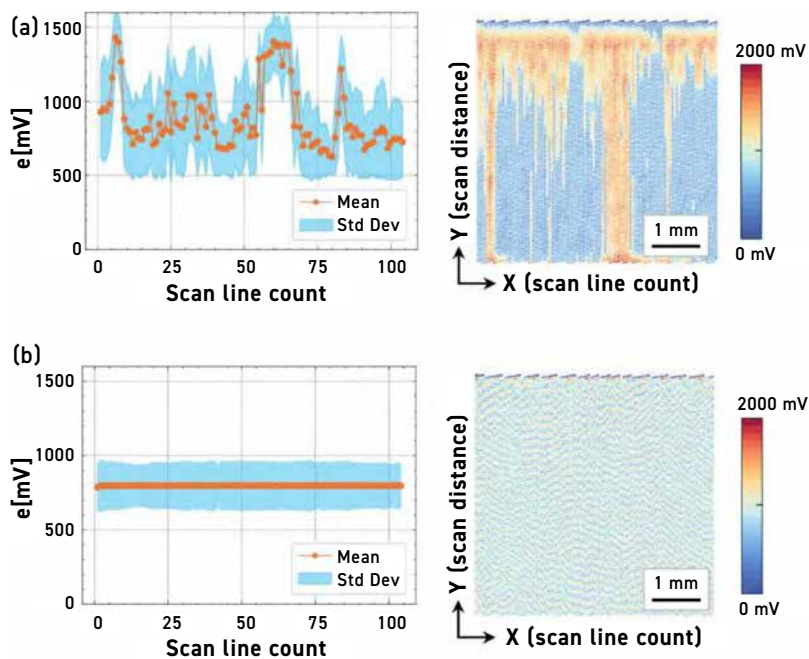 (a)
1500
1000
500
0
e[mV]
Mean
Std Dev
0 25 50 75 100
Scan line count
Y (scan distance)
X (scan line count)
1 mm
2000 mV
0 mV
(b)
1500
1000
500
0
e[mV]
Mean
Std Dev
0 25 50 75 100
Scan line count
Y (scan distance)
X (scan line count)
1 mm
2000 mV
0 mV